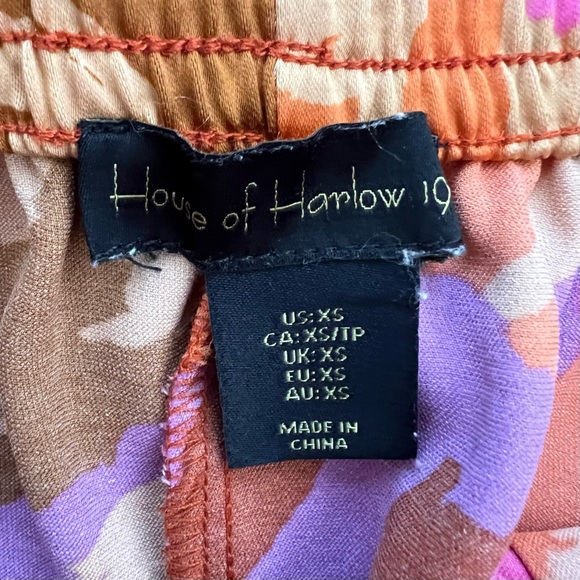 House of Harlow 19
US: XS
CA: XS/TP
UK: XS
EU: XS
AU: XS
MADE IN
CHINA